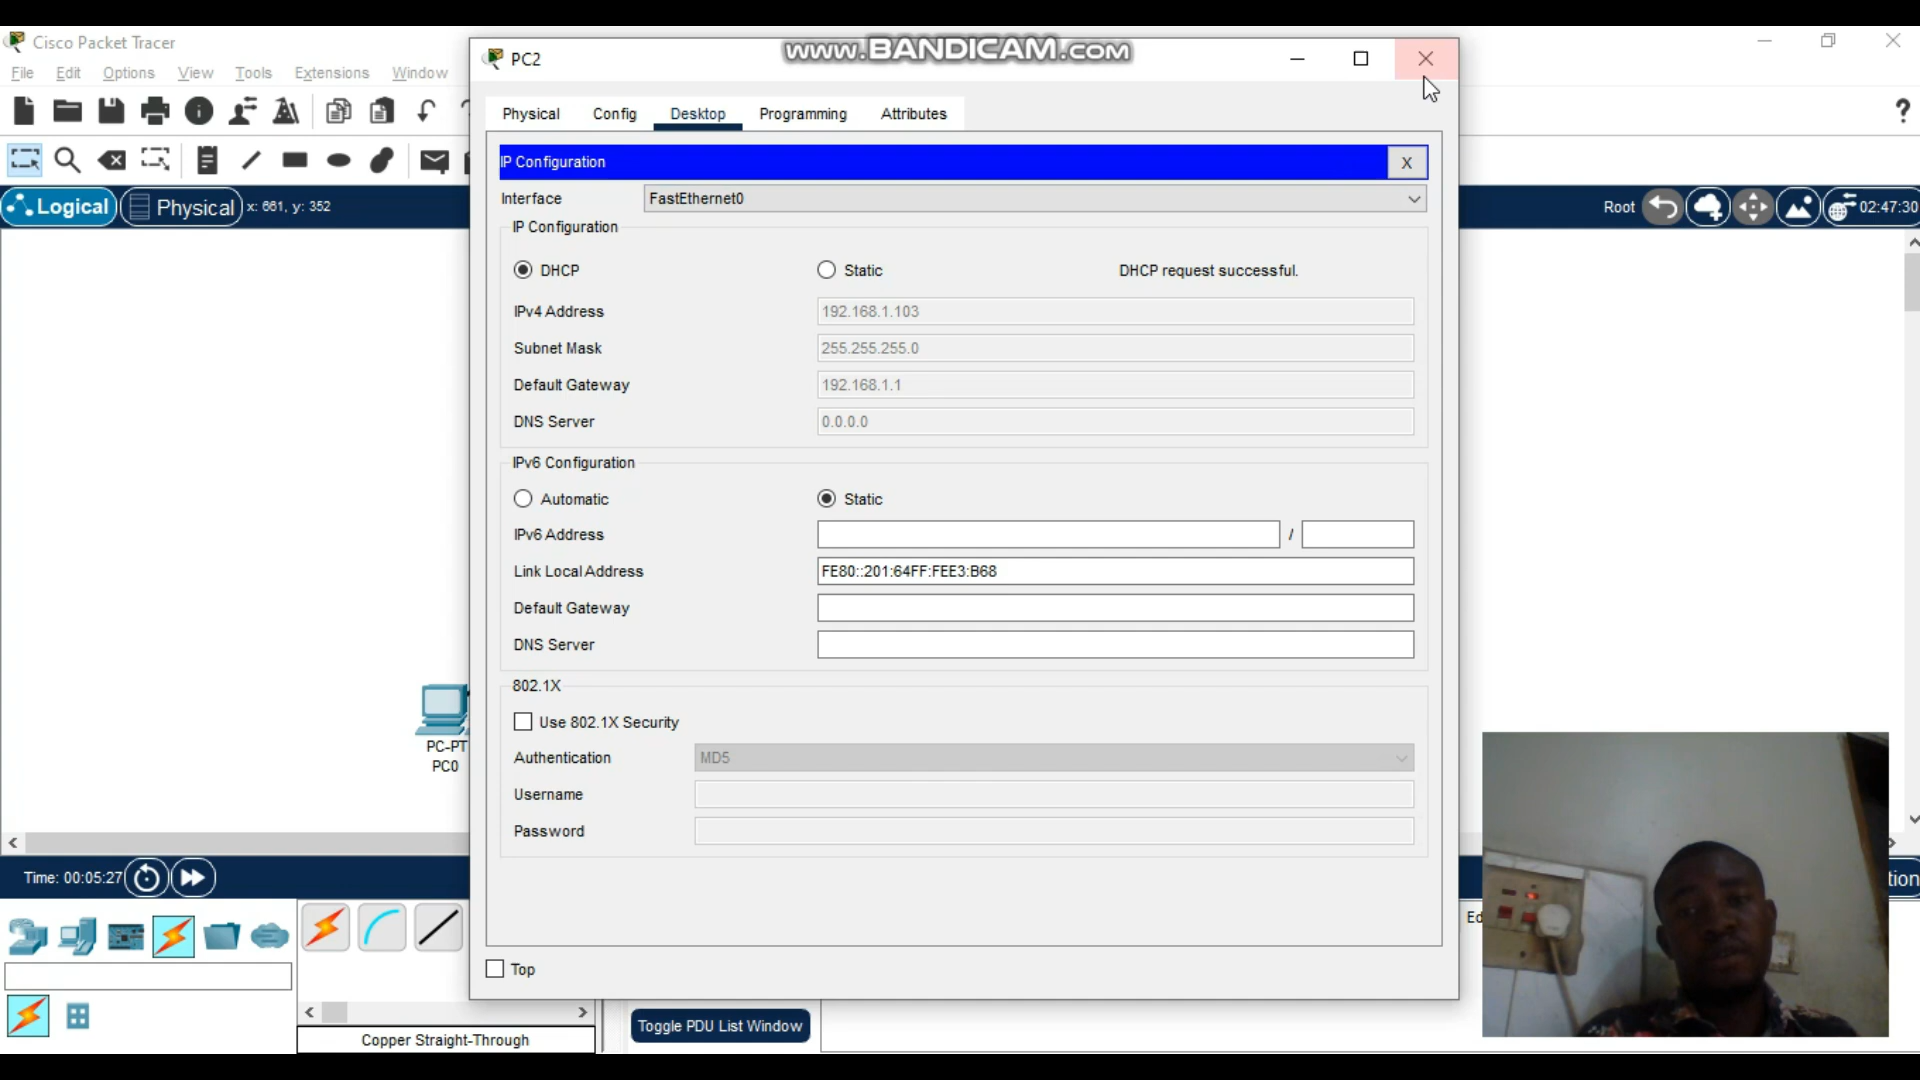 Cisco Packet Tracer
File Edit Options View Tools Extensions Window
PC2
www.BANDICAM.com
Physical Config Desktop Programming Attributes
IP Configuration
X
Interface
FastEthernet0
Logical
Physical
x: 661, y: 352
Root
02:47:30
IP Configuration
DHCP
Static
DHCP request successful.
IPv4 Address
192.168.1.103
Subnet Mask
255.255.255.0
Default Gateway
192.168.1.1
DNS Server
0.0.0.0
IPv6 Configuration
Automatic
Static
IPv6 Address
/
Link Local Address
FE80::201:64FF:FEE3:B68
Default Gateway
DNS Server
802.1X
Use 802.1X Security
Authentication
MD5
Username
Password
PC-PT
PC0
Time: 00:05:27
Top
Toggle PDU List Window
Copper Straight-Through